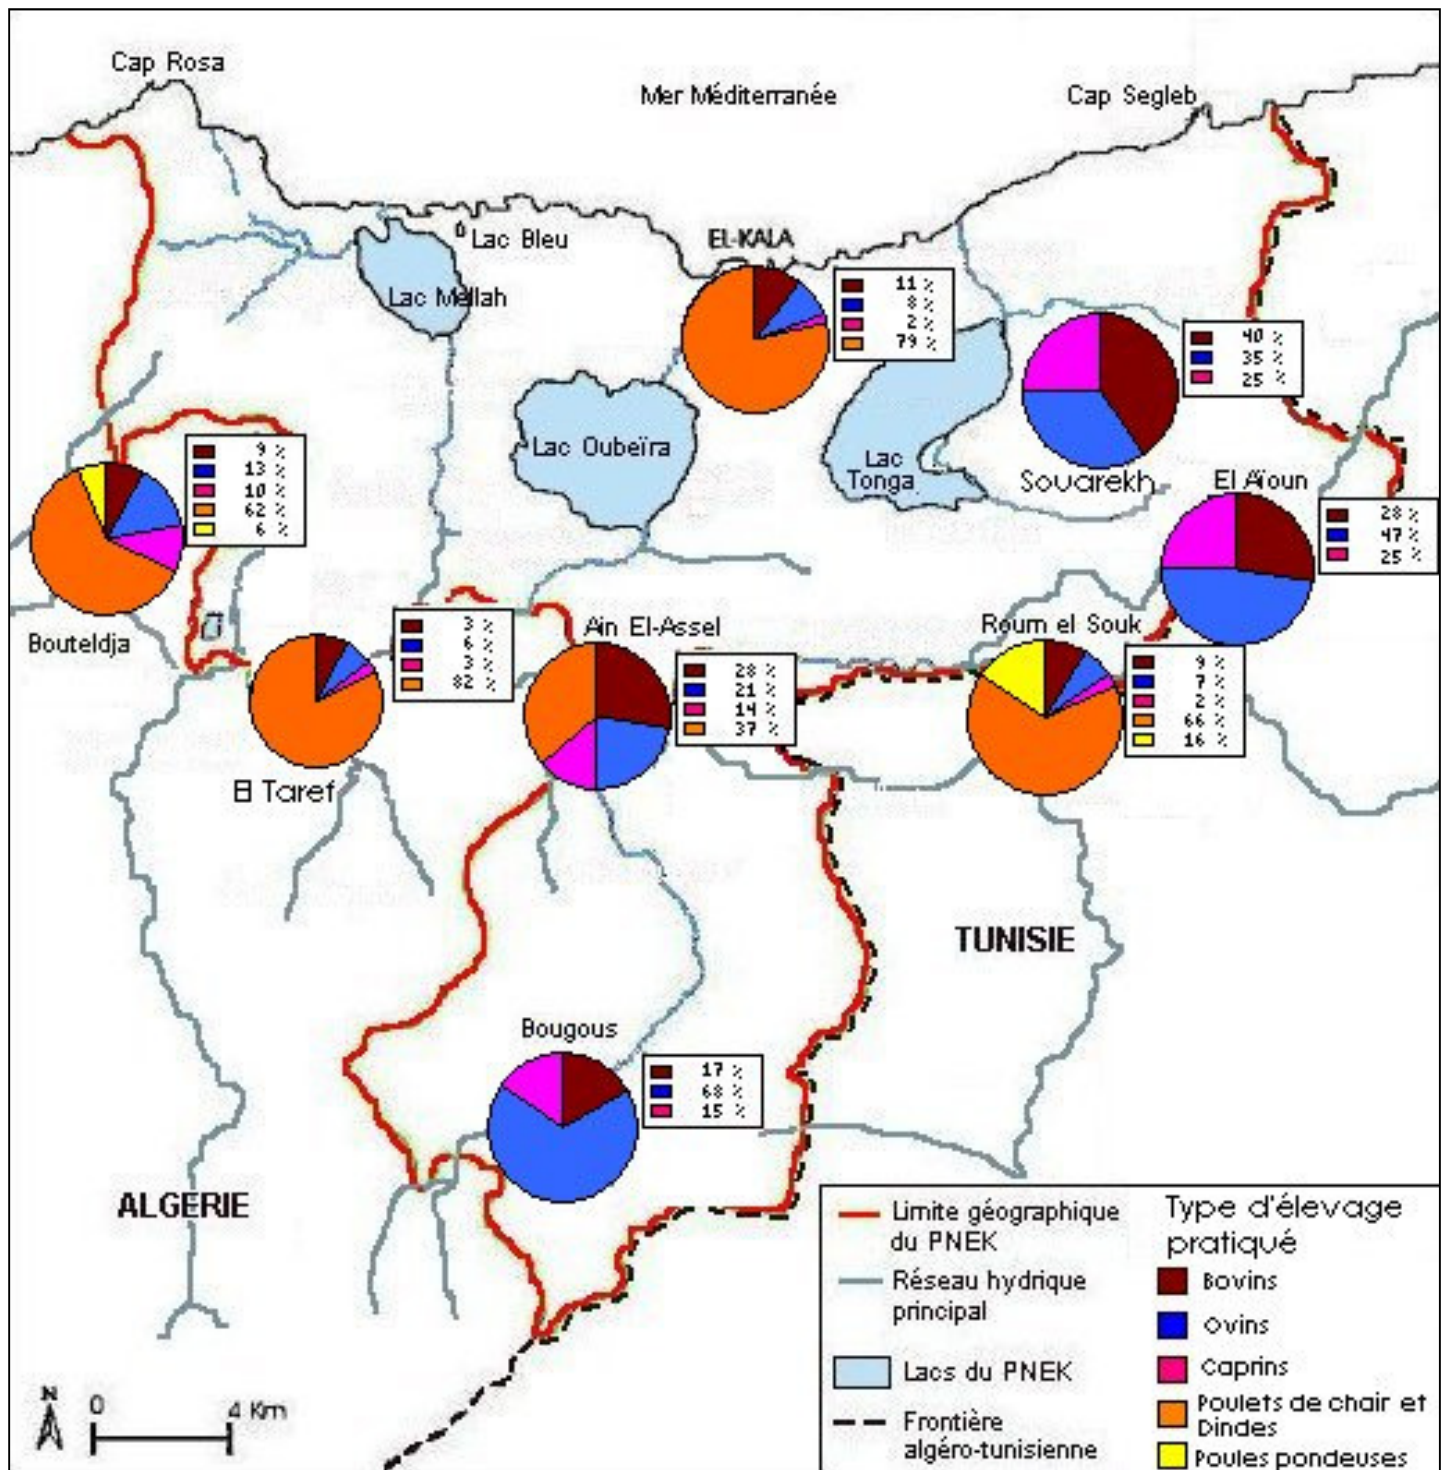 Cap Rosa
Mer Méditerranée
Cap Segleb
Lac Bleu
EL-KALA
Lac Mellah
11 %
8 %
2 %
79 %
40 %
35 %
25 %
Lac Oubeïra
Lac
Tonga
Souarekh
El Aïoun
9 %
13 %
10 %
62 %
6 %
28 %
47 %
25 %
Bouteldja
3 %
6 %
3 %
82 %
Ain El-Assel
28 %
21 %
14 %
37 %
Roum el Souk
9 %
7 %
2 %
66 %
16 %
El Taref
TUNISIE
Bougous
17 %
68 %
15 %
ALGERIE
Limite géographique
du PNEK
Réseau hydrique
principal
Lacs du PNEK
Frontière
algéro-tunisienne
Type d'élevage
pratiqué
Bovins
Ovins
Caprins
Poulets de chair et
Dindes
Poules pondeuses
N
0
4 Km